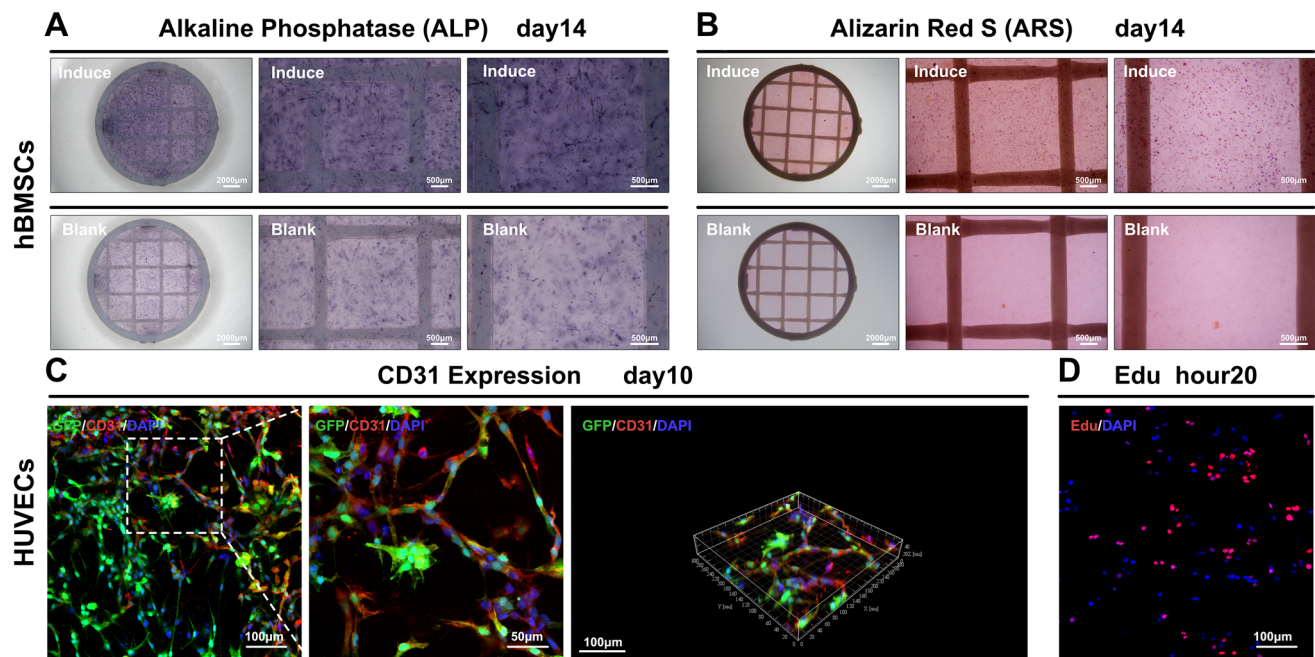 A Alkaline Phosphatase (ALP) day14
B Alizarin Red S (ARS) day14
hBMSCs
Induce Induce Induce Induce Induce Induce
2000μm 500μm 500μm 2000μm 500μm 500μm
Blank Blank Blank Blank Blank Blank
2000μm 500μm 500μm 2000μm 500μm 500μm
C CD31 Expression day10
D Edu hour20
HUVECs
GFP/CD31/DAPI GFP/CD31/DAPI GFP/CD31/DAPI Edu/DAPI
100μm 50μm 100μm 100μm